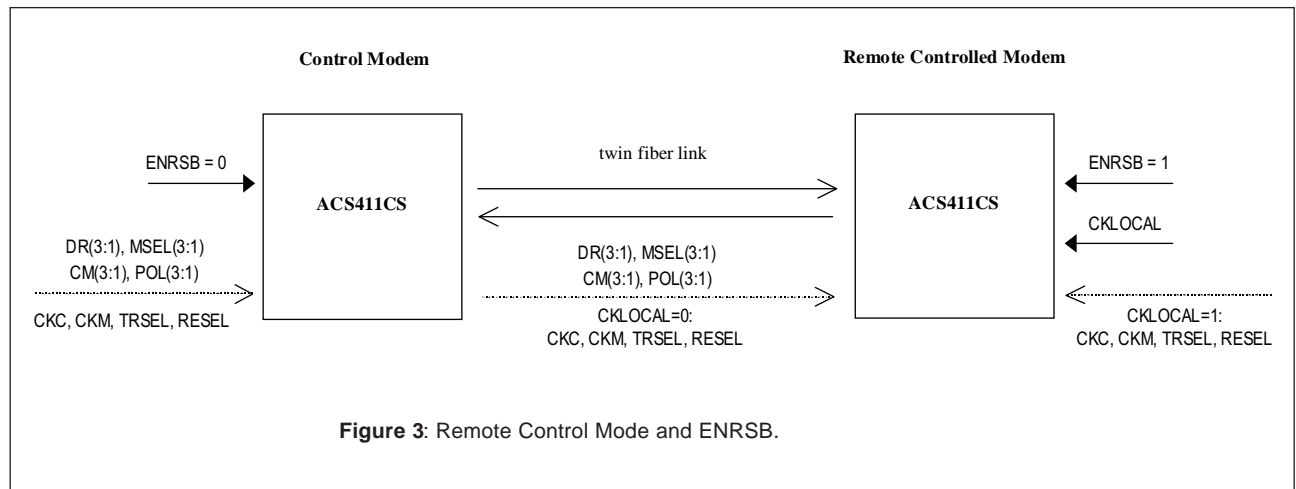 Control Modem
Remote Controlled Modem
ENRSB = 0
twin fiber link
ENRSB = 1
ACS411CS
ACS411CS
CKLOCAL
DR(3:1), MSEL(3:1)
CM(3:1), POL(3:1)
CKC, CKM, TRSEL, RESEL
DR(3:1), MSEL(3:1)
CM(3:1), POL(3:1)
CKLOCAL=0:
CKC, CKM, TRSEL, RESEL
CKLOCAL=1:
CKC, CKM, TRSEL, RESEL
Figure 3: Remote Control Mode and ENRSB.